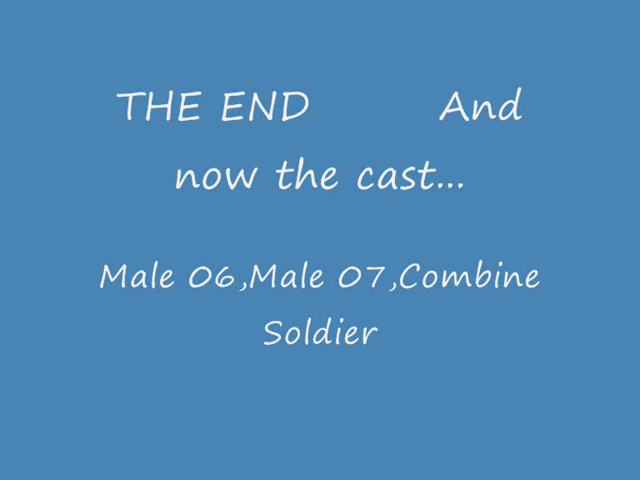 THE END And
now the cast...
Male 06,Male 07,Combine
Soldier